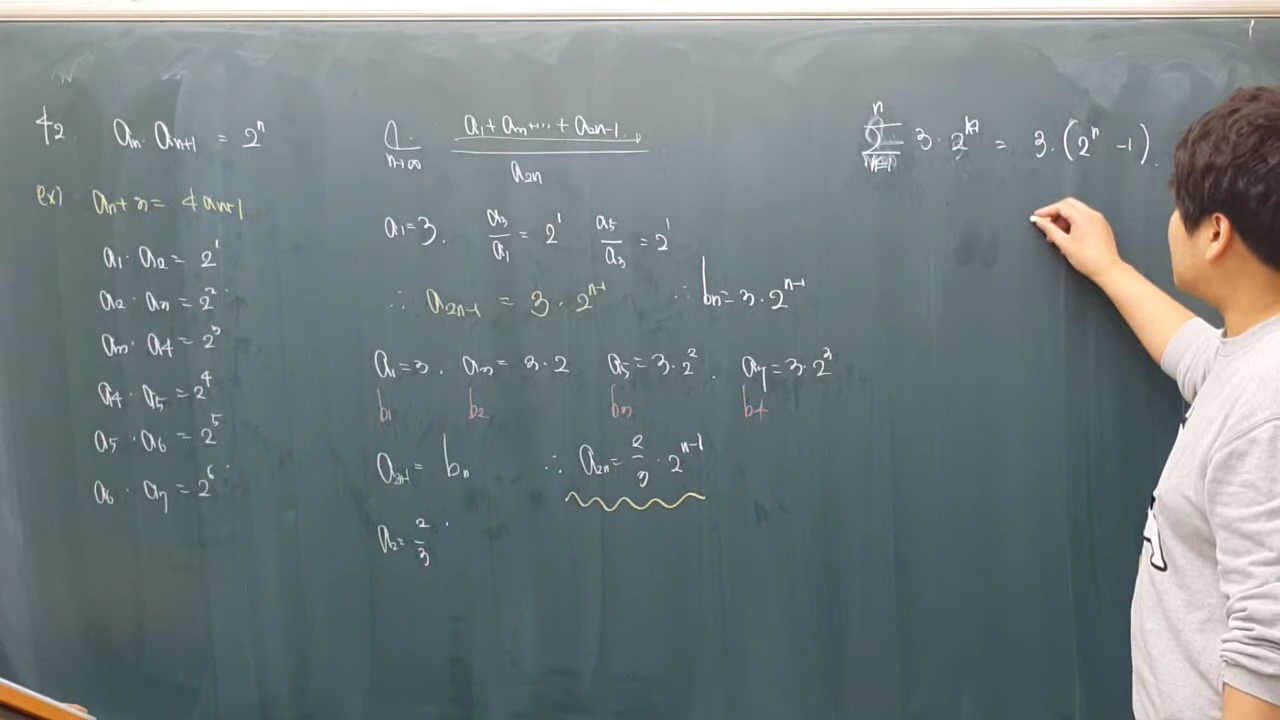 42. aₙ · aₙ₊₁ = 2ⁿ
ex) aₙ + 3 = 4 aₙ₊₁
a₁ · a₂ = 2¹
a₂ · a₃ = 2²
a₃ · a₄ = 2³
a₄ · a₅ = 2⁴
a₅ · a₆ = 2⁵
a₆ · a₇ = 2⁶
n→∞
a₁ + a₃ + ⋯ + a₂ₙ₋₁
a₂ₙ
a₁ = 3. a₃/a₁ = 2¹ a₅/a₃ = 2¹
∴ a₂ₙ₋₁ = 3 · 2ⁿ⁻¹ ∴ bₙ = 3 · 2ⁿ⁻¹
a₁ = 3. a₃ = 3 · 2 a₅ = 3 · 2². a₇ = 3 · 2³
b₁ b₂ b₃ b₄
a₂ₙ₋₁ = bₙ ∴ a₂ₙ = 2/3 · 2ⁿ⁻¹
a₂ = 2/3
n
Σ 3 · 2ᵏ⁻¹ = 3 · (2ⁿ - 1).